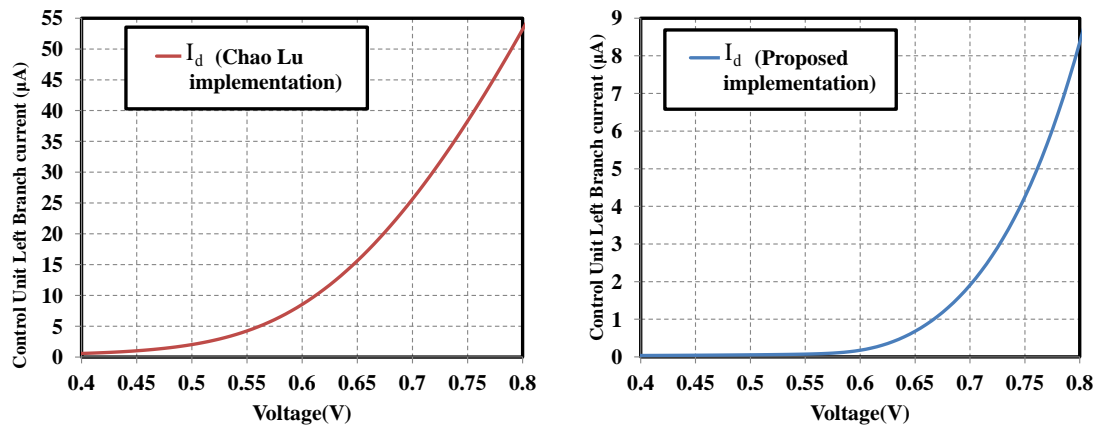 Control Unit Left Branch current (µA)
55
50
45
40
35
30
25
20
15
10
5
0
I_d (Chao Lu
implementation)
0.4 0.45 0.5 0.55 0.6 0.65 0.7 0.75 0.8
Voltage(V)
Control Unit Left Branch current (µA)
9
8
7
6
5
4
3
2
1
0
I_d (Proposed
implementation)
0.4 0.45 0.5 0.55 0.6 0.65 0.7 0.75 0.8
Voltage(V)